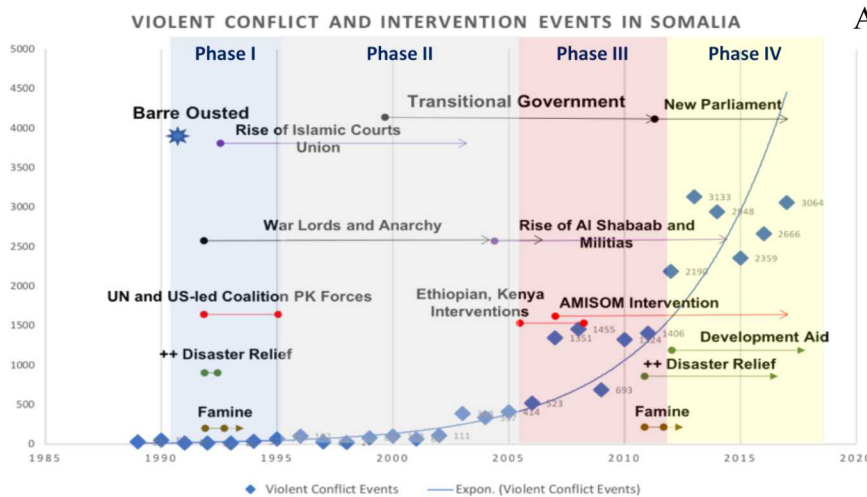 VIOLENT CONFLICT AND INTERVENTION EVENTS IN SOMALIA
A
Phase I
Phase II
Phase III
Phase IV
5000
4500
4000
3500
3000
2500
2000
1500
1000
500
0
Barre Ousted
Transitional Government
New Parliament
Rise of Islamic Courts
Union
3133
2948
3064
War Lords and Anarchy
Rise of Al Shabaab and
Militias
2666
2359
2190
UN and US-led Coalition PK Forces
Ethiopian, Kenya
Interventions
AMISOM Intervention
1455
1351
1324
1406
Development Aid
++ Disaster Relief
++ Disaster Relief
693
523
414
111
Famine
Famine
1985
1990
1995
2000
2005
2010
2015
2020
Violent Conflict Events
Expon. (Violent Conflict Events)